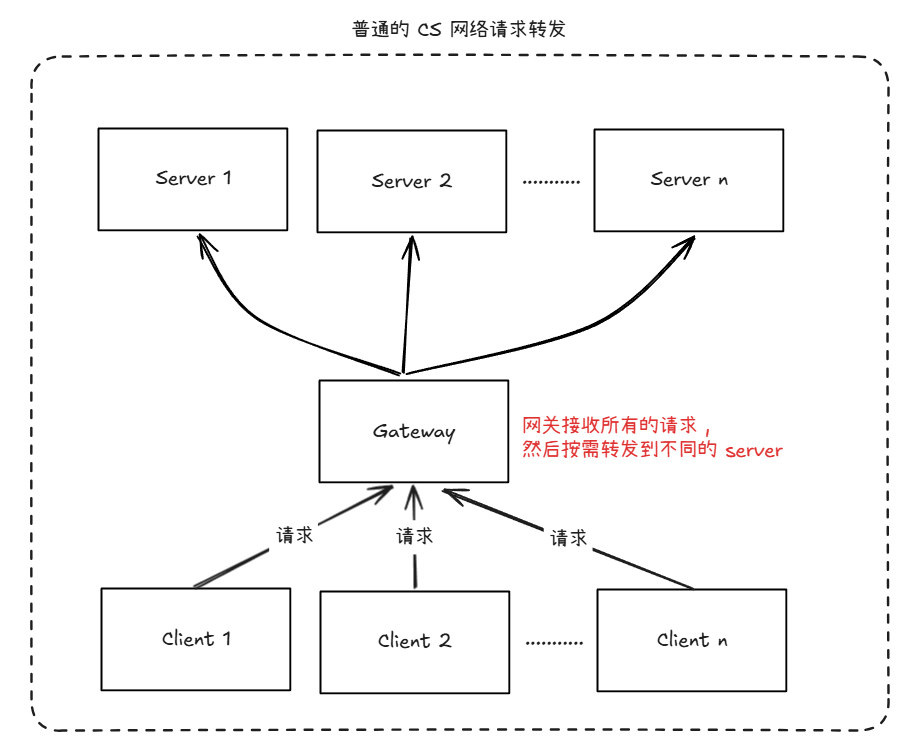 普通的 CS 网络请求转发
Server 1
Server 2
Server n
Gateway
网关接收所有的请求，
然后按需转发到不同的 server
请求
请求
请求
Client 1
Client 2
Client n